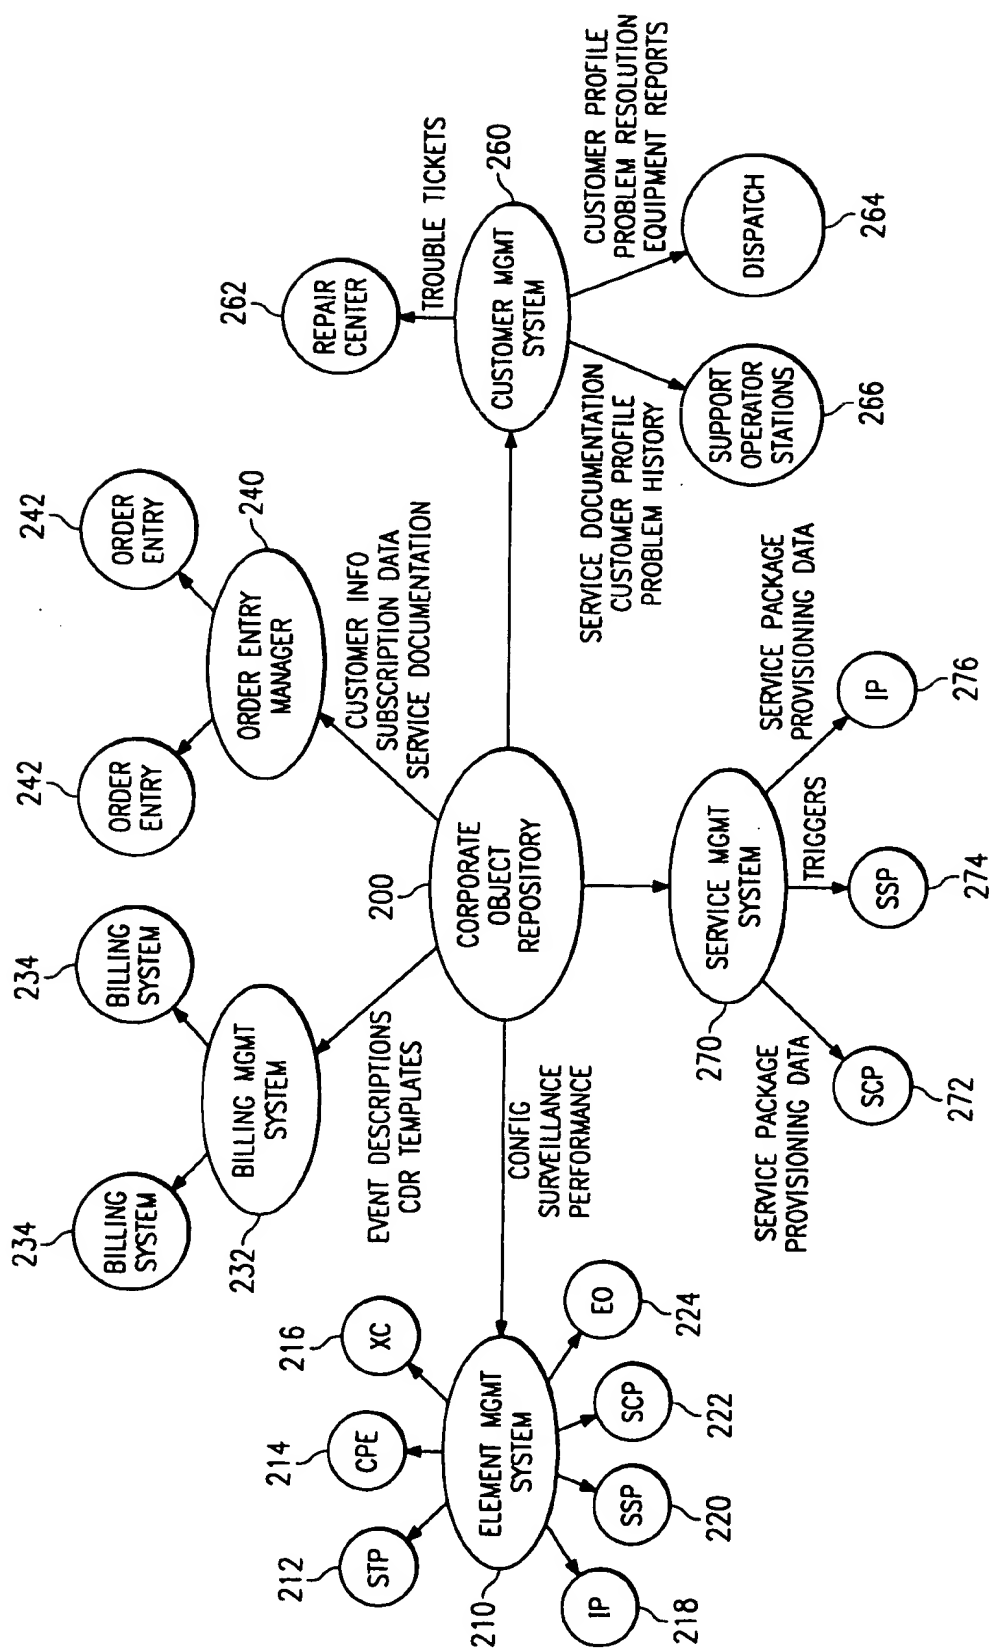 234
BILLING
SYSTEM
234
BILLING
SYSTEM
232
BILLING MGMT
SYSTEM
242
ORDER
ENTRY
242
ORDER
ENTRY
240
ORDER ENTRY
MANAGER
262
REPAIR
CENTER
TROUBLE TICKETS
260
CUSTOMER MGMT
SYSTEM
EVENT DESCRIPTIONS
CDR TEMPLATES
CUSTOMER INFO
SUBSCRIPTION DATA
SERVICE DOCUMENTATION
200
CORPORATE
OBJECT
REPOSITORY
212
STP
214
CPE
216
XC
210
ELEMENT MGMT
SYSTEM
CONFIG
SURVEILLANCE
PERFORMANCE
IP
218
SSP
220
SCP
222
EO
224
270
SERVICE MGMT
SYSTEM
SERVICE PACKAGE
PROVISIONING DATA
TRIGGERS
SERVICE PACKAGE
PROVISIONING DATA
SCP
272
SSP
274
IP
276
SERVICE DOCUMENTATION
CUSTOMER PROFILE
PROBLEM HISTORY
CUSTOMER PROFILE
PROBLEM RESOLUTION
EQUIPMENT REPORTS
SUPPORT
OPERATOR
STATIONS
266
DISPATCH
264